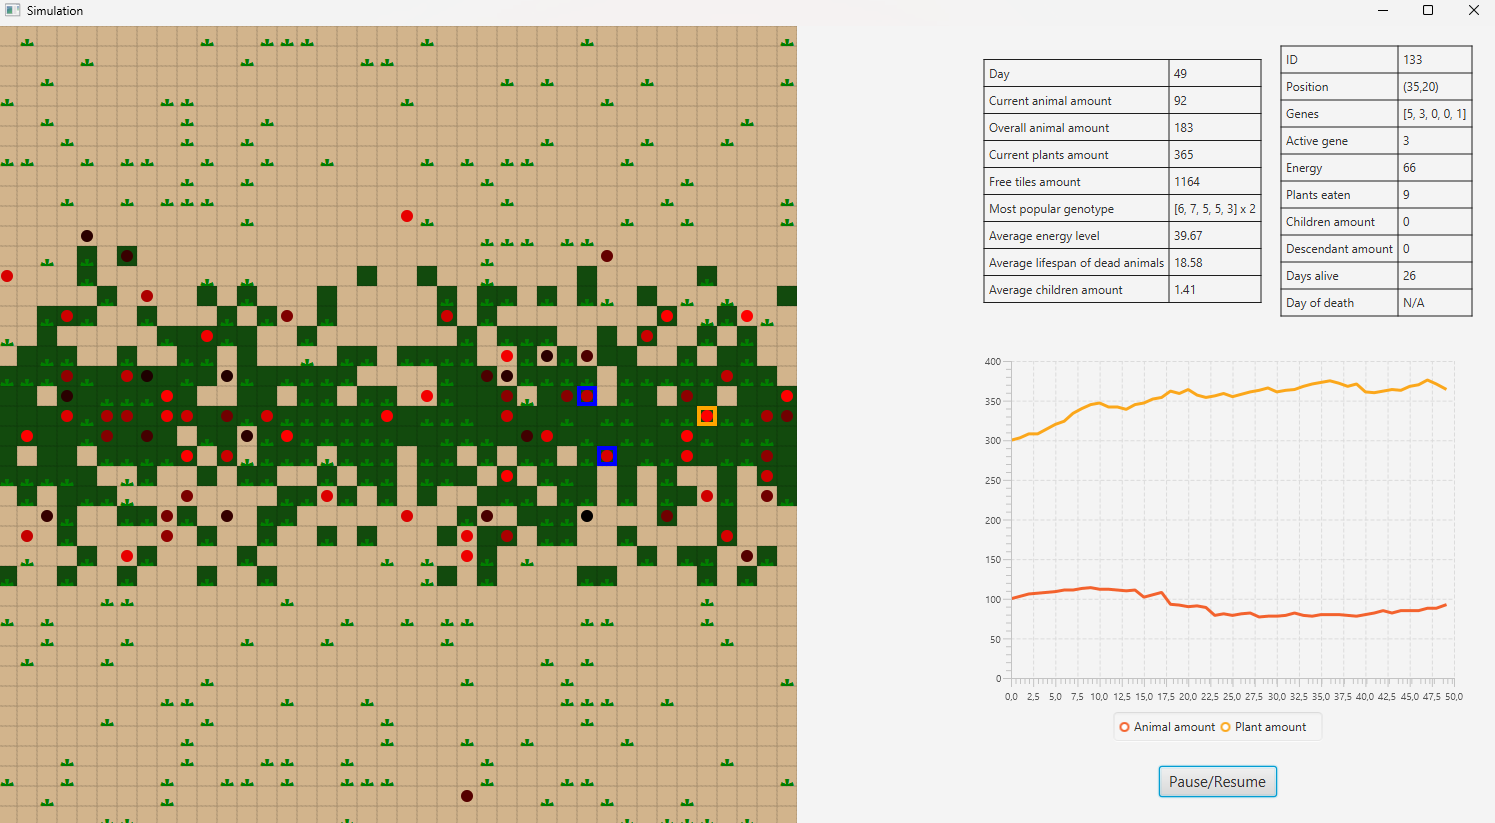 Simulation
Day 49
Current animal amount 92
Overall animal amount 183
Current plants amount 365
Free tiles amount 1164
Most popular genotype [6, 7, 5, 5, 3] x 2
Average energy level 39.67
Average lifespan of dead animals 18.58
Average children amount 1.41
ID 133
Position (35,20)
Genes [5, 3, 0, 0, 1]
Active gene 3
Energy 66
Plants eaten 9
Children amount 0
Descendant amount 0
Days alive 26
Day of death N/A
400
350
300
250
200
150
100
50
0
0,0 2,5 5,0 7,5 10,0 12,5 15,0 17,5 20,0 22,5 25,0 27,5 30,0 32,5 35,0 37,5 40,0 42,5 45,0 47,5 50,0
Animal amount Plant amount
Pause/Resume